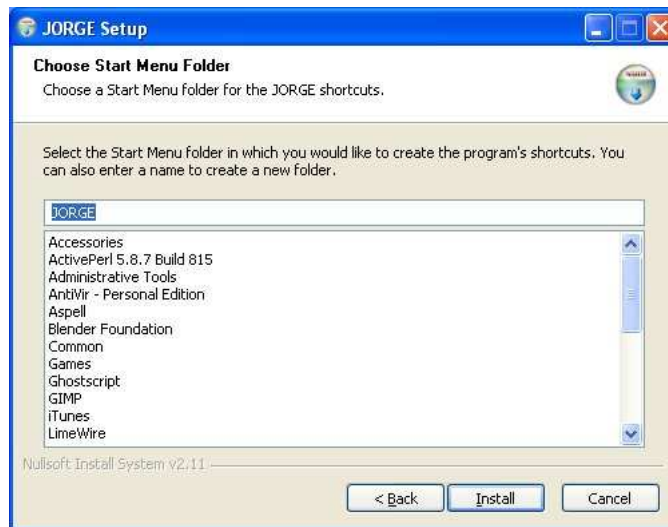 JORGE Setup
Choose Start Menu Folder
Choose a Start Menu folder for the JORGE shortcuts.
Select the Start Menu folder in which you would like to create the program's shortcuts. You
can also enter a name to create a new folder.
JORGE
Accessories
ActivePerl 5.8.7 Build 815
Administrative Tools
AntiVir - Personal Edition
Aspell
Blender Foundation
Common
Games
Ghostscript
GIMP
iTunes
LimeWire
Nullsoft Install System v2.11
< Back Install Cancel